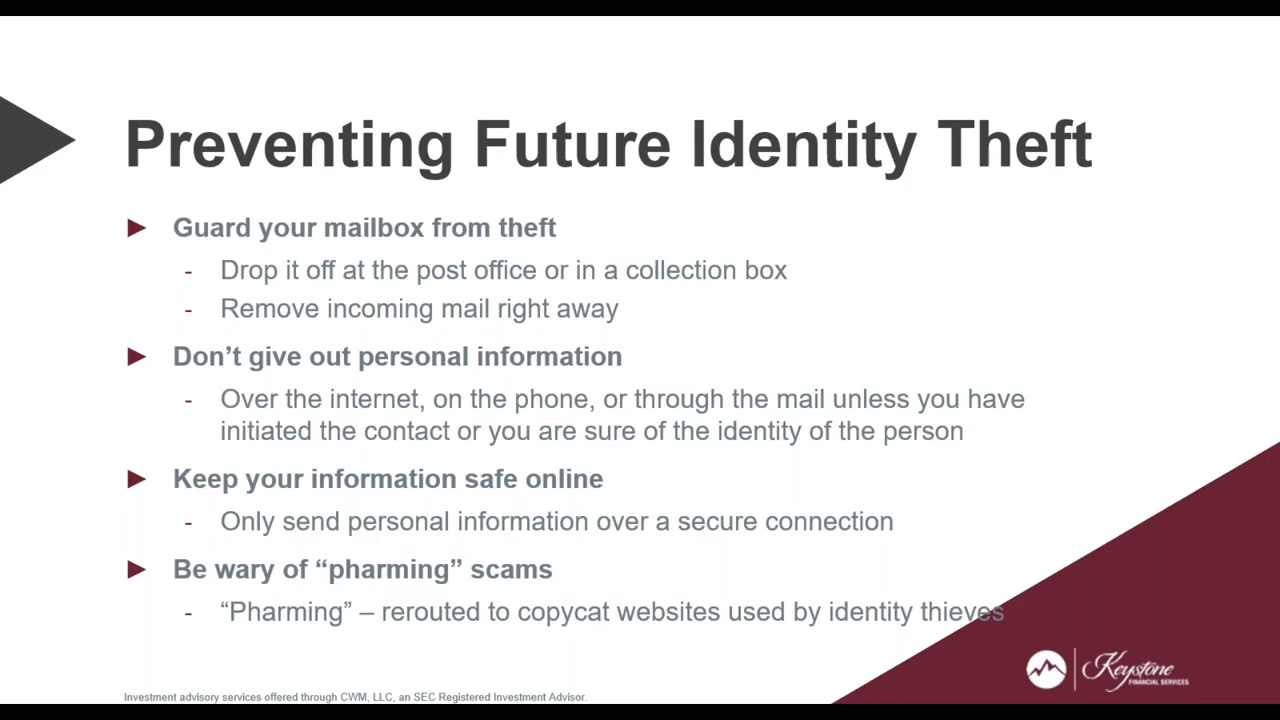 Preventing Future Identity Theft
► Guard your mailbox from theft
- Drop it off at the post office or in a collection box
- Remove incoming mail right away
► Don’t give out personal information
- Over the internet, on the phone, or through the mail unless you have
initiated the contact or you are sure of the identity of the person
► Keep your information safe online
- Only send personal information over a secure connection
► Be wary of “pharming” scams
- “Pharming” – rerouted to copycat websites used by identity thieves
Keystone
FINANCIAL SERVICES
Investment advisory services offered through CWM, LLC, an SEC Registered Investment Advisor.